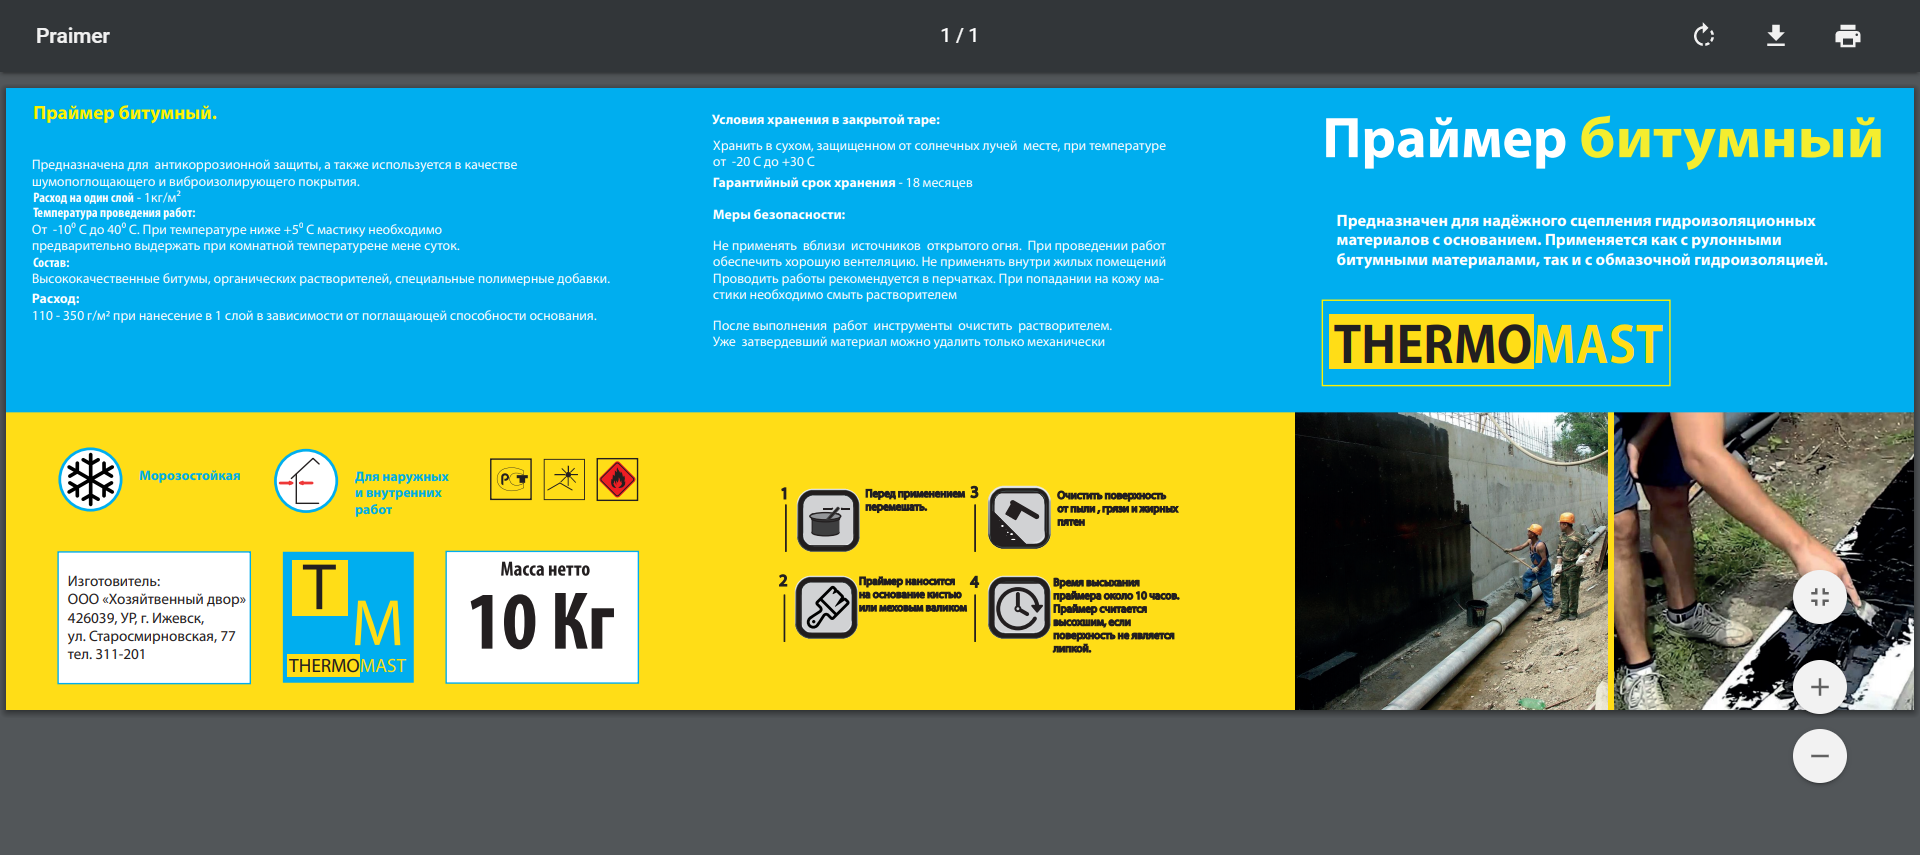 Praimer
1 / 1
Праймер битумный.
Предназначена для антикоррозионной защиты, а также используется в качестве
шумопоглощающего и виброизолирующего покрытия.
Расход на один слой - 1кг/м²
Температура проведения работ:
От -10⁰ С до 40⁰ С. При температуре ниже +5⁰ С мастику необходимо
предварительно выдержать при комнатной температурене мене суток.
Состав:
Высококачественные битумы, органических растворителей, специальные полимерные добавки.
Расход:
110 - 350 г/м² при нанесение в 1 слой в зависимости от поглащающей способности основания.
Условия хранения в закрытой таре:
Хранить в сухом, защищенном от солнечных лучей месте, при температуре
от -20 С до +30 С
Гарантийный срок хранения - 18 месяцев
Меры безопасности:
Не применять вблизи источников открытого огня. При проведении работ
обеспечить хорошую вентеляцию. Не применять внутри жилых помещений
Проводить работы рекомендуется в перчатках. При попадании на кожу ма-
стики необходимо смыть растворителем
После выполнения работ инструменты очистить растворителем.
Уже затвердевший материал можно удалить только механически
Праймер битумный
Предназначен для надёжного сцепления гидроизоляционных
материалов с основанием. Применяется как с рулонными
битумными материалами, так и с обмазочной гидроизоляцией.
THERMOMAST
Морозостойкая
Для наружных
и внутренних
работ
РСТ
Изготовитель:
ООО «Хозяйтвенный двор»
426039, УР, г. Ижевск,
ул. Старосмирновская, 77
тел. 311-201
T
M
THERMOMAST
Масса нетто
10 Кг
1
Перед применением
перемешать.
2
Праймер наносится
на основание кистью
или меховым валиком
3
Очистить поверхность
от пыли , грязи и жирных
пятен
4
Время высыхания
праймера около 10 часов.
Праймер считается
высохшим, если
поверхность не является
липкой.